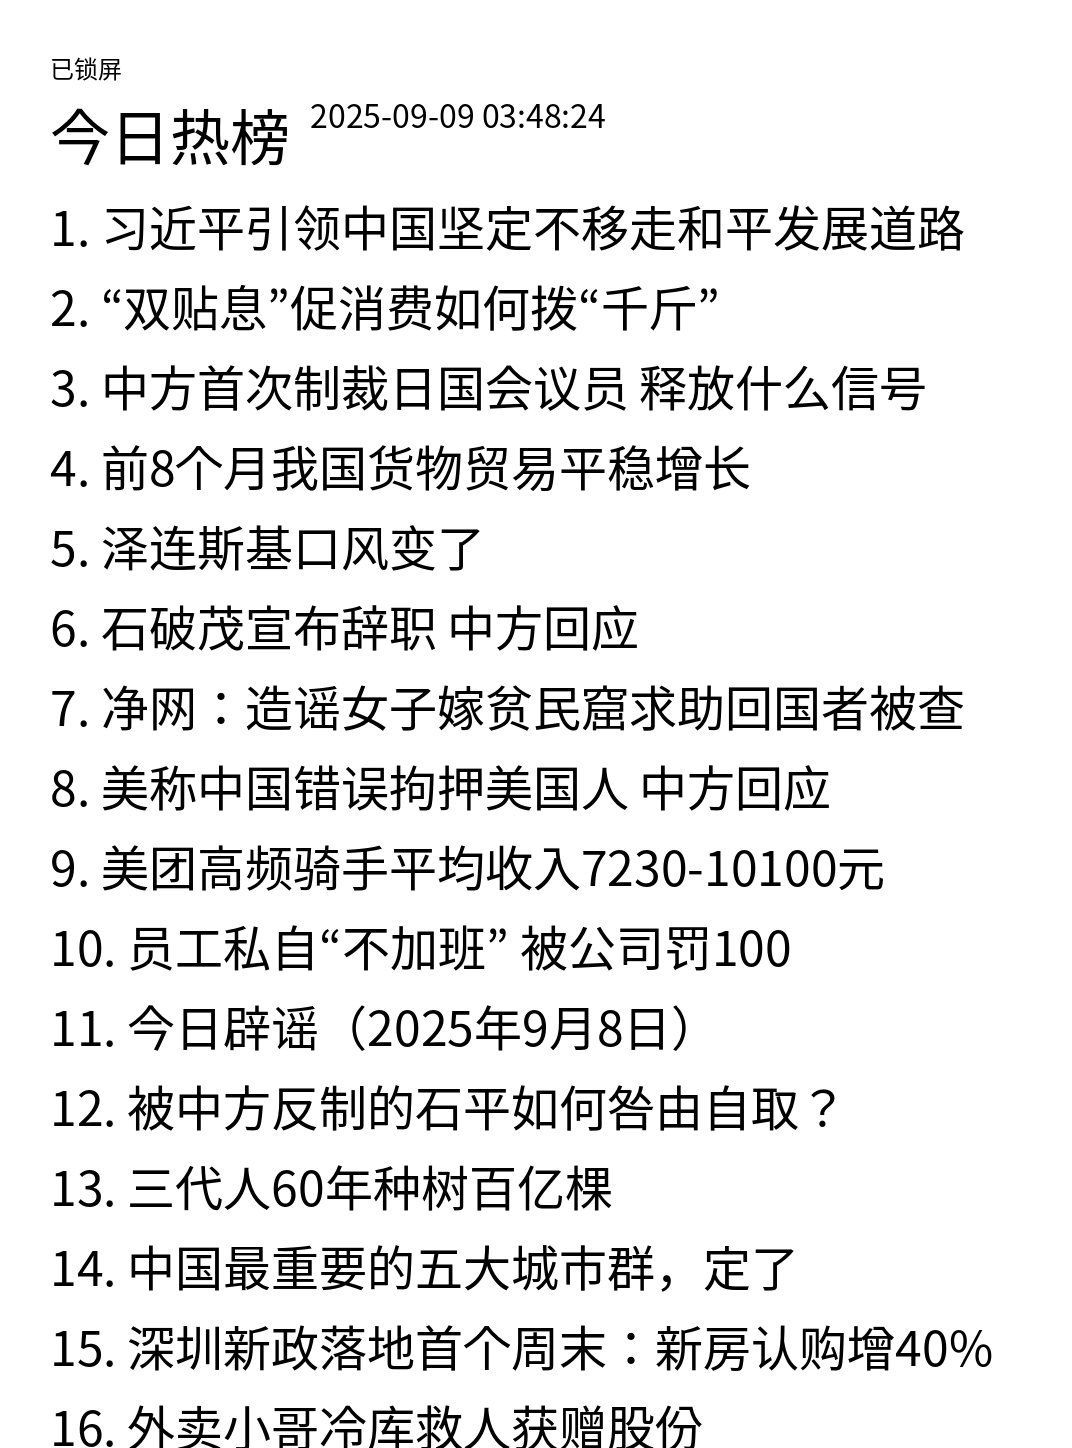 已锁屏
今日热榜 2025-09-09 03:48:24
1. 习近平引领中国坚定不移走和平发展道路
2. “双贴息”促消费如何拨“千斤”
3. 中方首次制裁日国会议员 释放什么信号
4. 前8个月我国货物贸易平稳增长
5. 泽连斯基口风变了
6. 石破茂宣布辞职 中方回应
7. 净网：造谣女子嫁贫民窟求助回国者被查
8. 美称中国错误拘押美国人 中方回应
9. 美团高频骑手平均收入7230-10100元
10. 员工私自“不加班” 被公司罚100
11. 今日辟谣（2025年9月8日）
12. 被中方反制的石平如何咎由自取？
13. 三代人60年种树百亿棵
14. 中国最重要的五大城市群，定了
15. 深圳新政落地首个周末：新房认购增40%
16. 外卖小哥冷库救人获赠股份